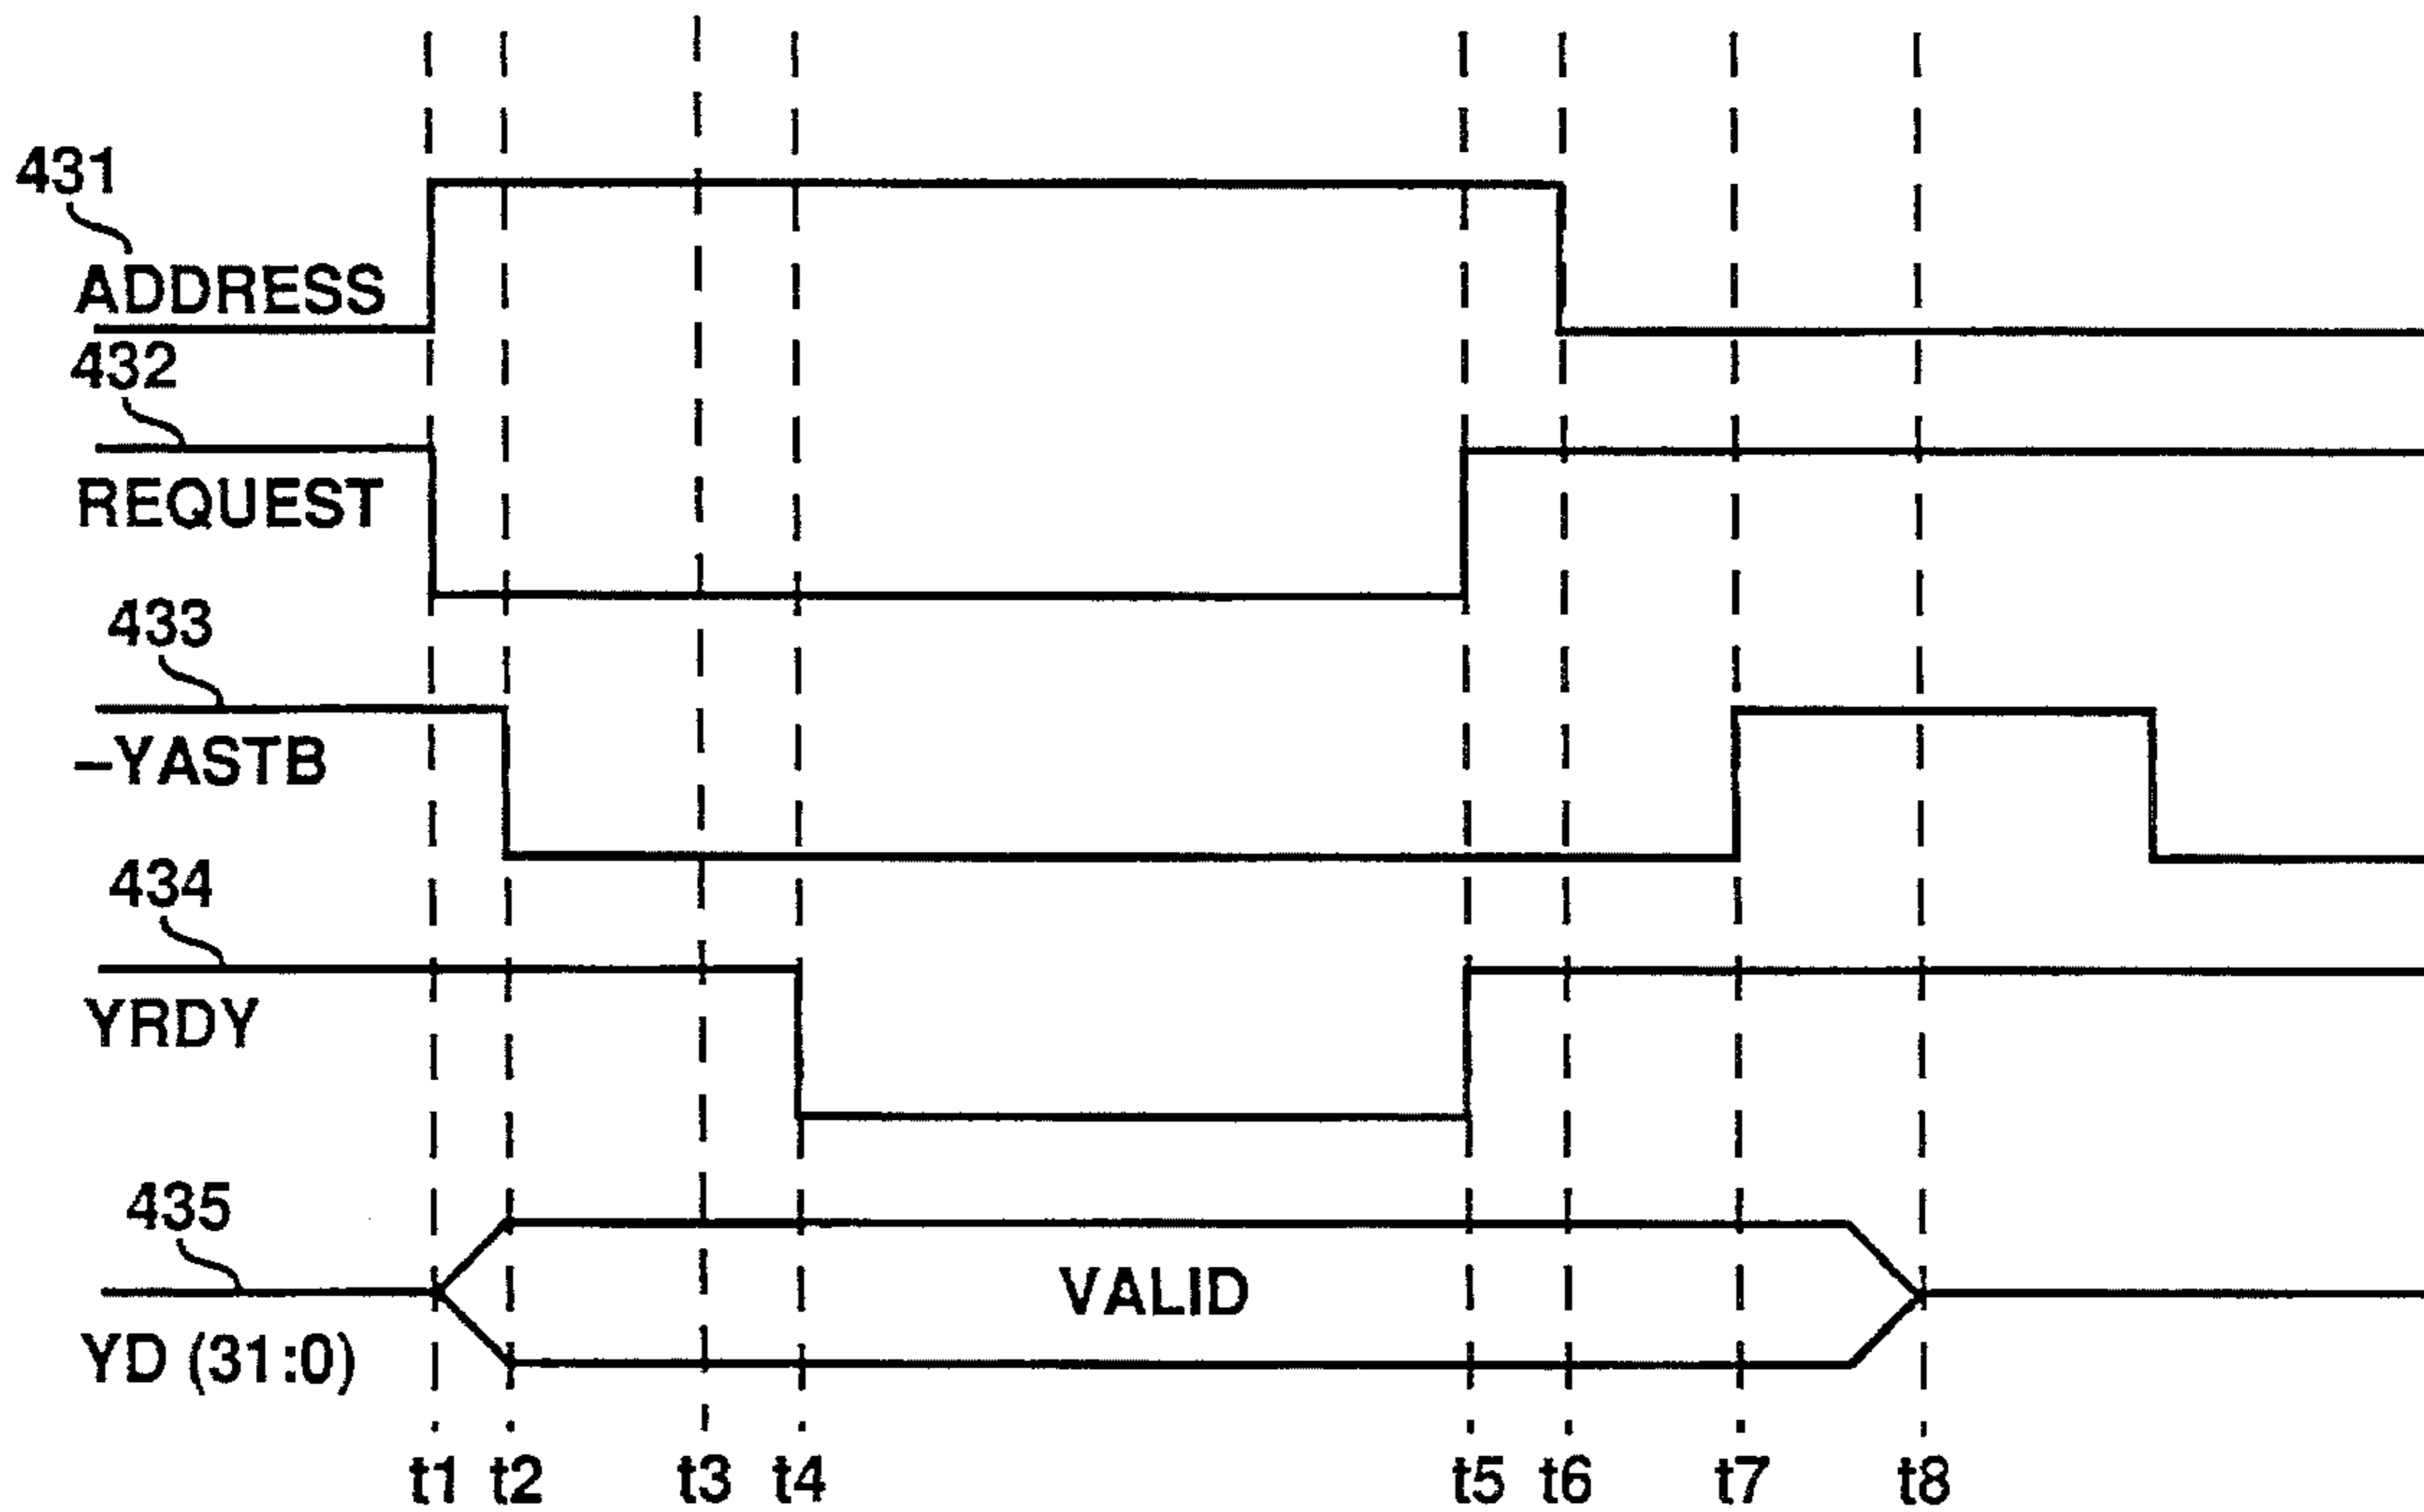 431
ADDRESS
432
REQUEST
433
–YASTB
434
YRDY
435
VALID
YD (31:0)
t1 t2 t3 t4 t5 t6 t7 t8